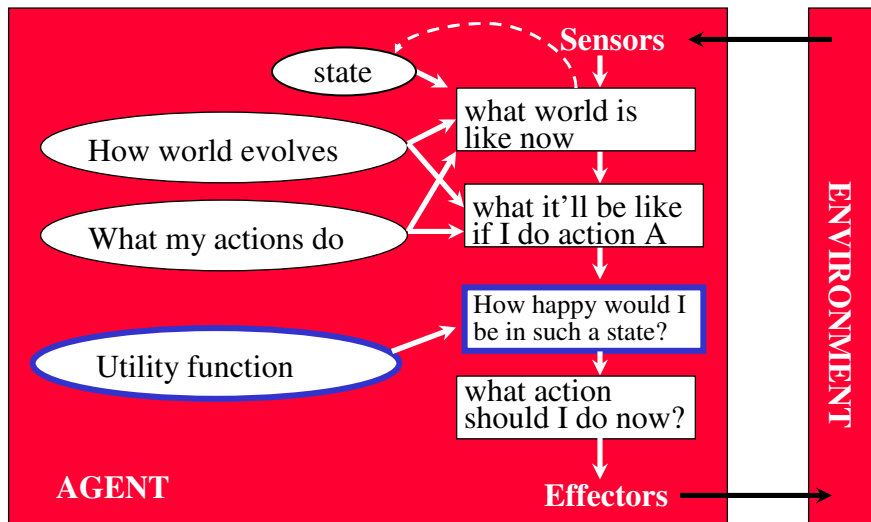 Sensors
state
what world is
like now
How world evolves
what it'll be like
if I do action A
What my actions do
How happy would I
be in such a state?
Utility function
what action
should I do now?
AGENT
Effectors
ENVIRONMENT